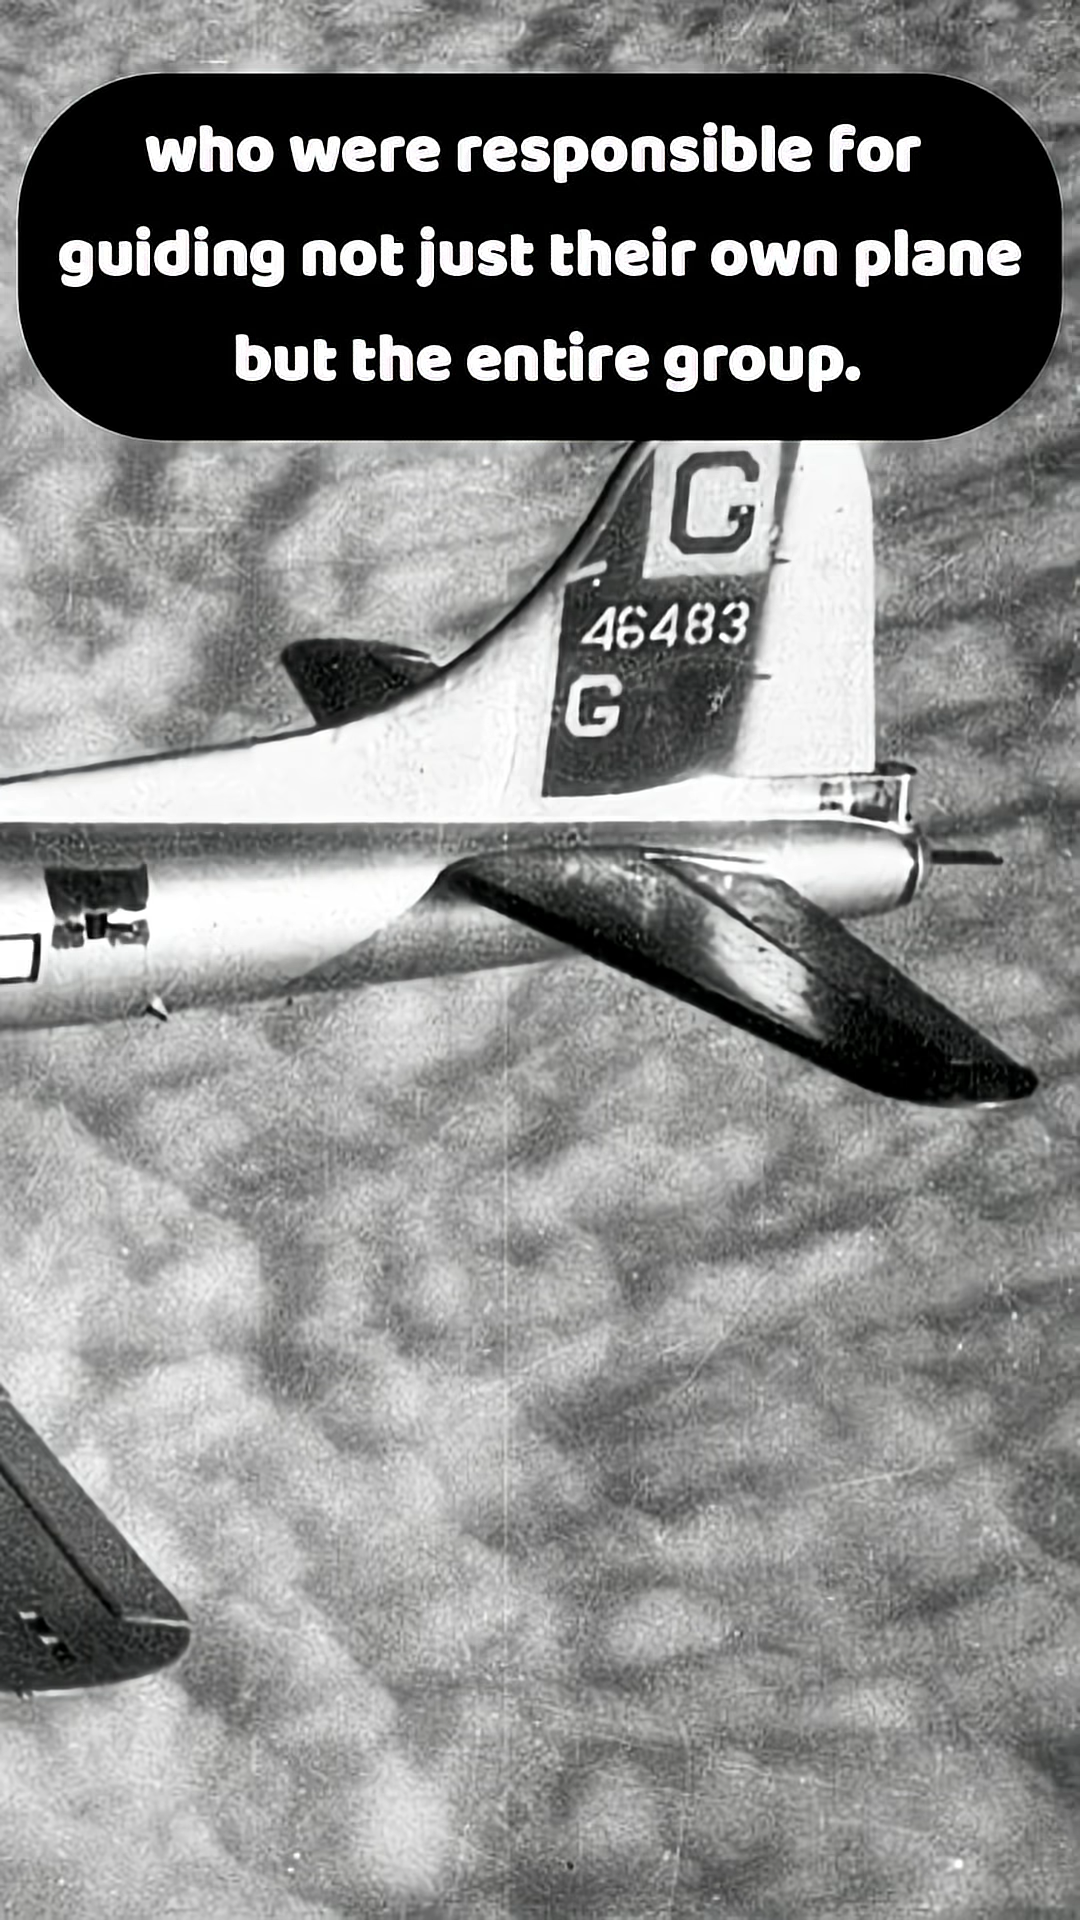 who were responsible for
guiding not just their own plane
but the entire group.
G
46483
G